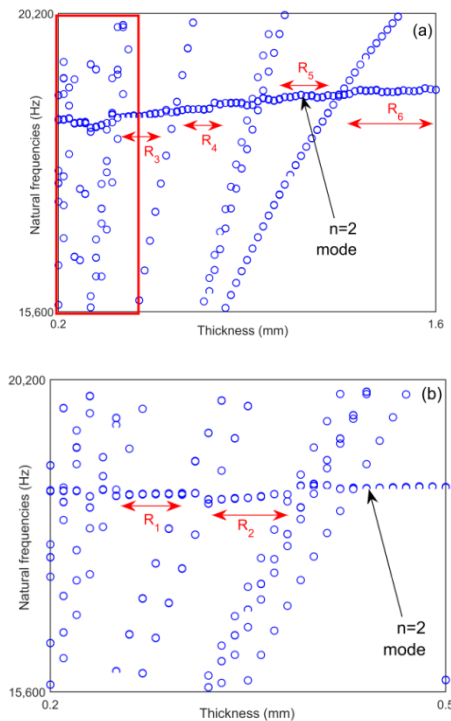 20,200
(a)
Natural frequencies (Hz)
R5
R3
R4
R6
n=2
mode
15,600
0.2
Thickness (mm)
1.6
20,200
(b)
Natural frequencies (Hz)
R1
R2
n=2
mode
15,600
0.2
Thickness (mm)
0.5